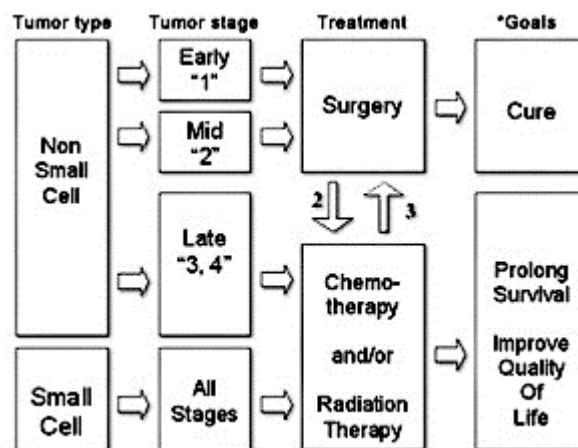 Tumor type
Tumor stage
Treatment
*Goals
Non
Small
Cell
Early
"1"
Mid
"2"
Surgery
Cure
2
3
Late
"3, 4"
Chemo-
therapy
and/or
Radiation
Therapy
Prolong
Survival
Improve
Quality
Of
Life
Small
Cell
All
Stages